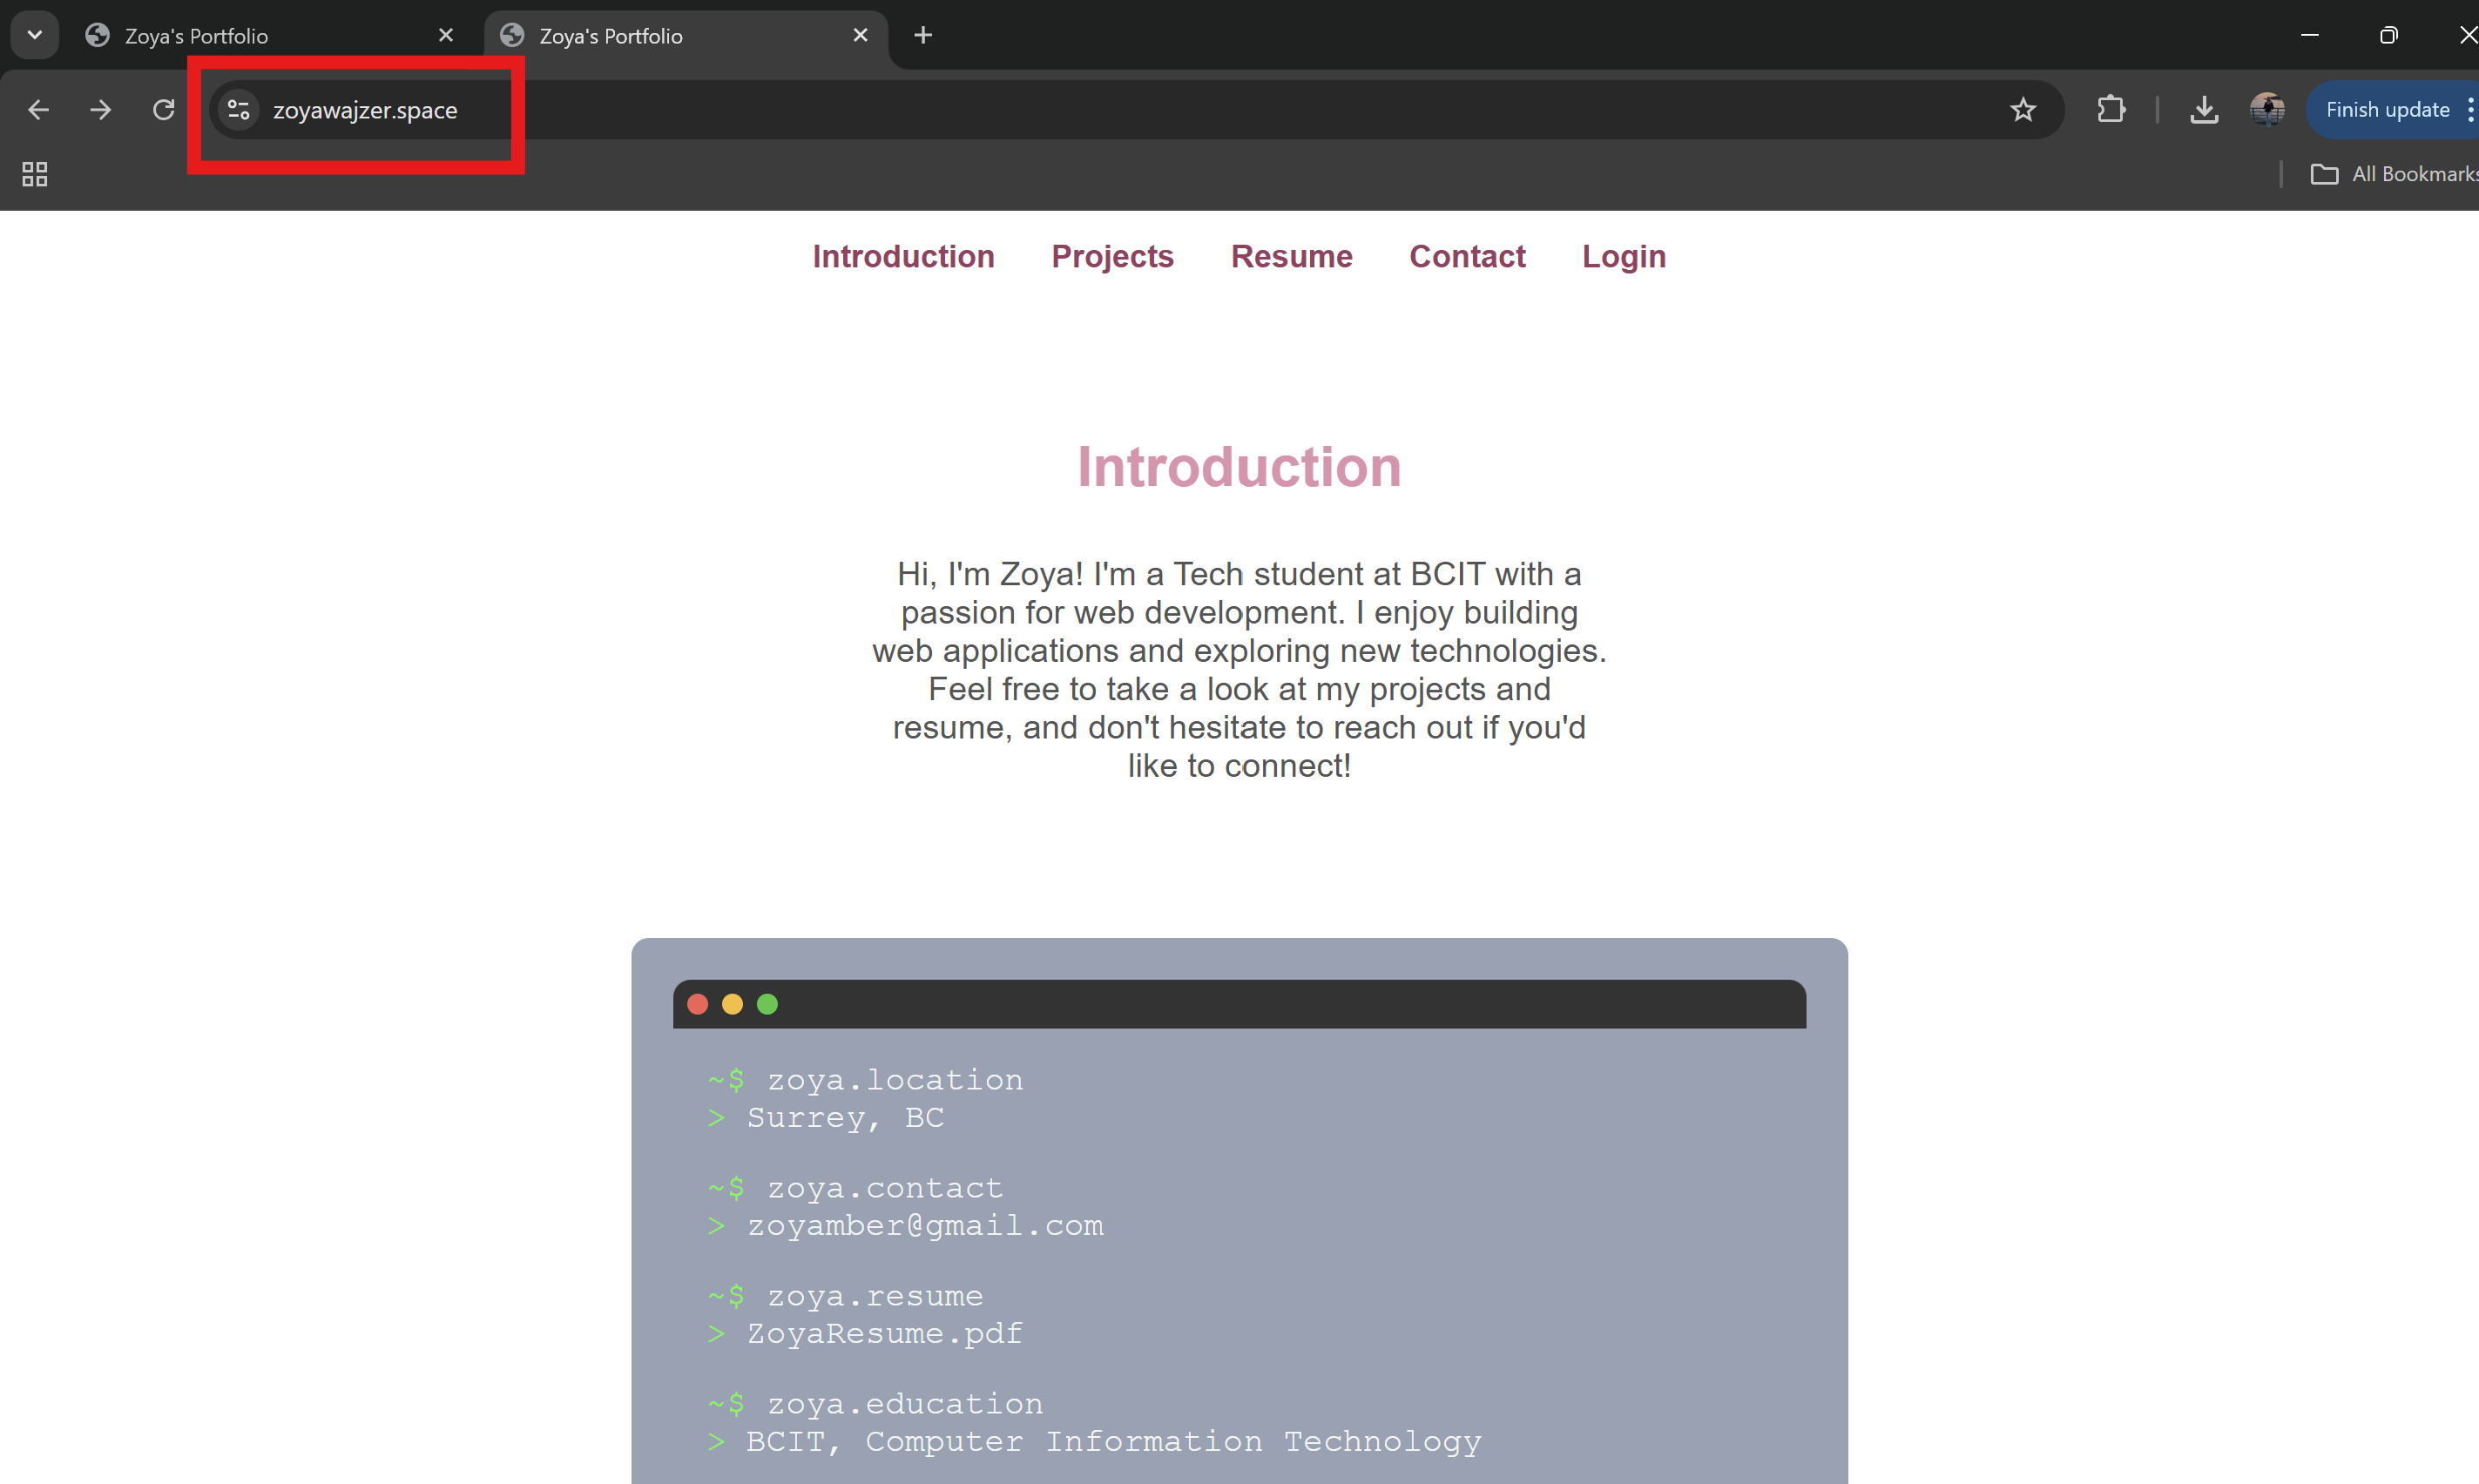 Zoya's Portfolio
Zoya's Portfolio
zoyawajzer.space
Finish update
All Bookmarks
Introduction Projects Resume Contact Login
Introduction
Hi, I'm Zoya! I'm a Tech student at BCIT with a
passion for web development. I enjoy building
web applications and exploring new technologies.
Feel free to take a look at my projects and
resume, and don't hesitate to reach out if you'd
like to connect!
~$ zoya.location
> Surrey, BC
~$ zoya.contact
> zoyamber@gmail.com
~$ zoya.resume
> ZoyaResume.pdf
~$ zoya.education
> BCIT, Computer Information Technology